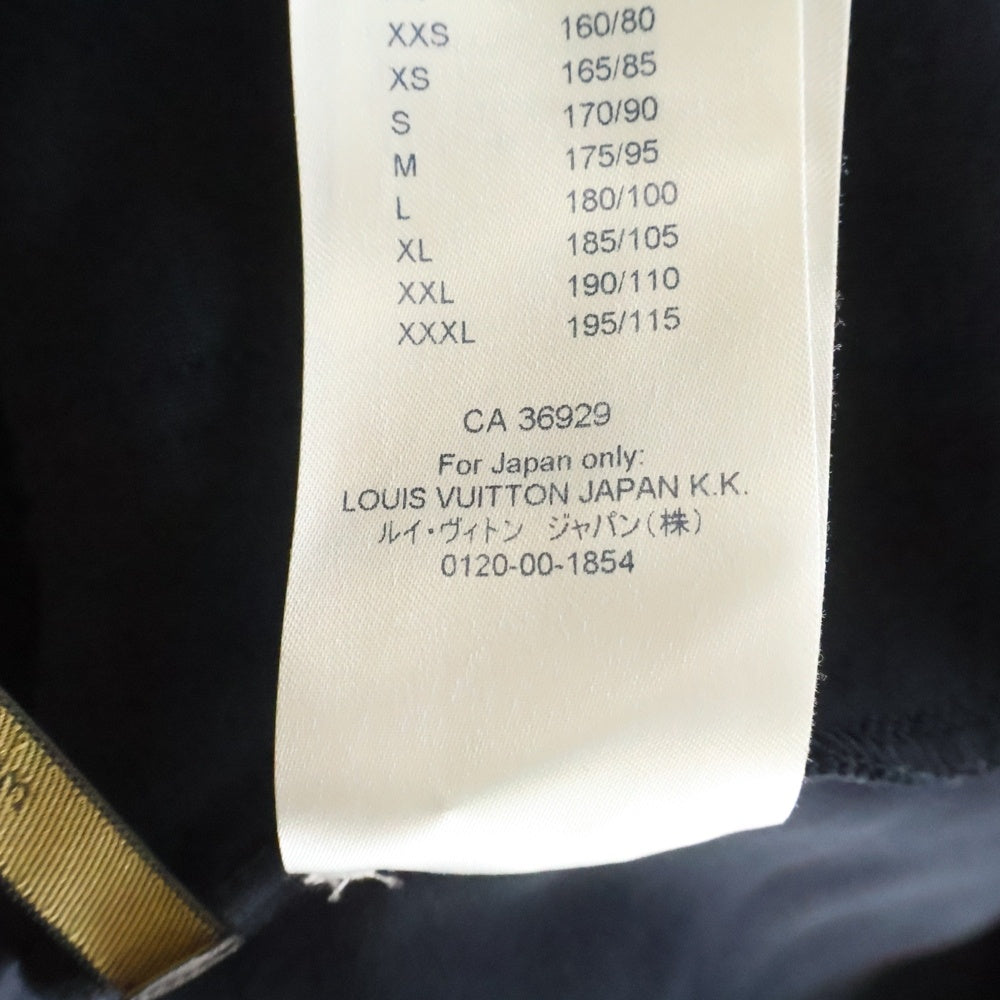 XXS 160/80
XS 165/85
S 170/90
M 175/95
L 180/100
XL 185/105
XXL 190/110
XXXL 195/115
CA 36929
For Japan only:
LOUIS VUITTON JAPAN K.K.
ルイ・ヴィトン ジャパン(株)
0120-00-1854